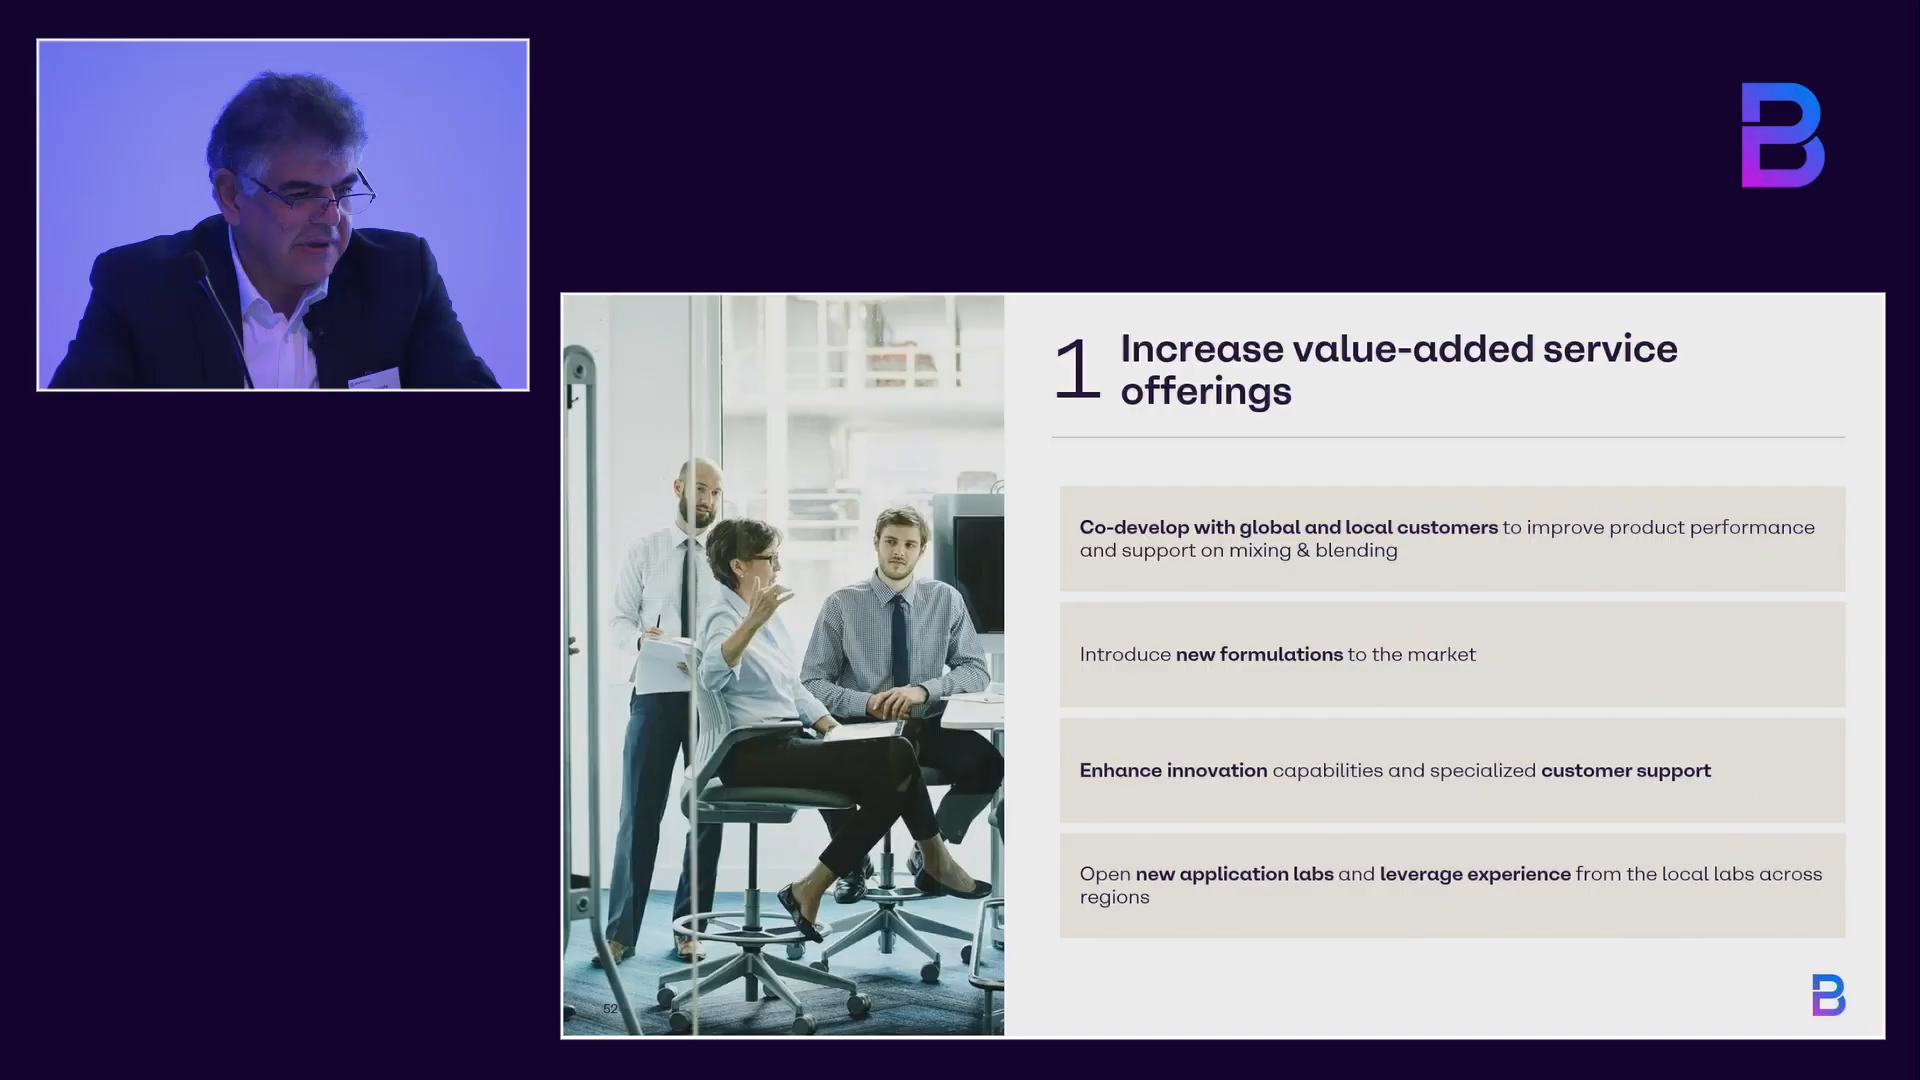 1
Increase value-added service
offerings
Co-develop with global and local customers to improve product performance
and support on mixing & blending
Introduce new formulations to the market
Enhance innovation capabilities and specialized customer support
Open new application labs and leverage experience from the local labs across
regions
52
B
B